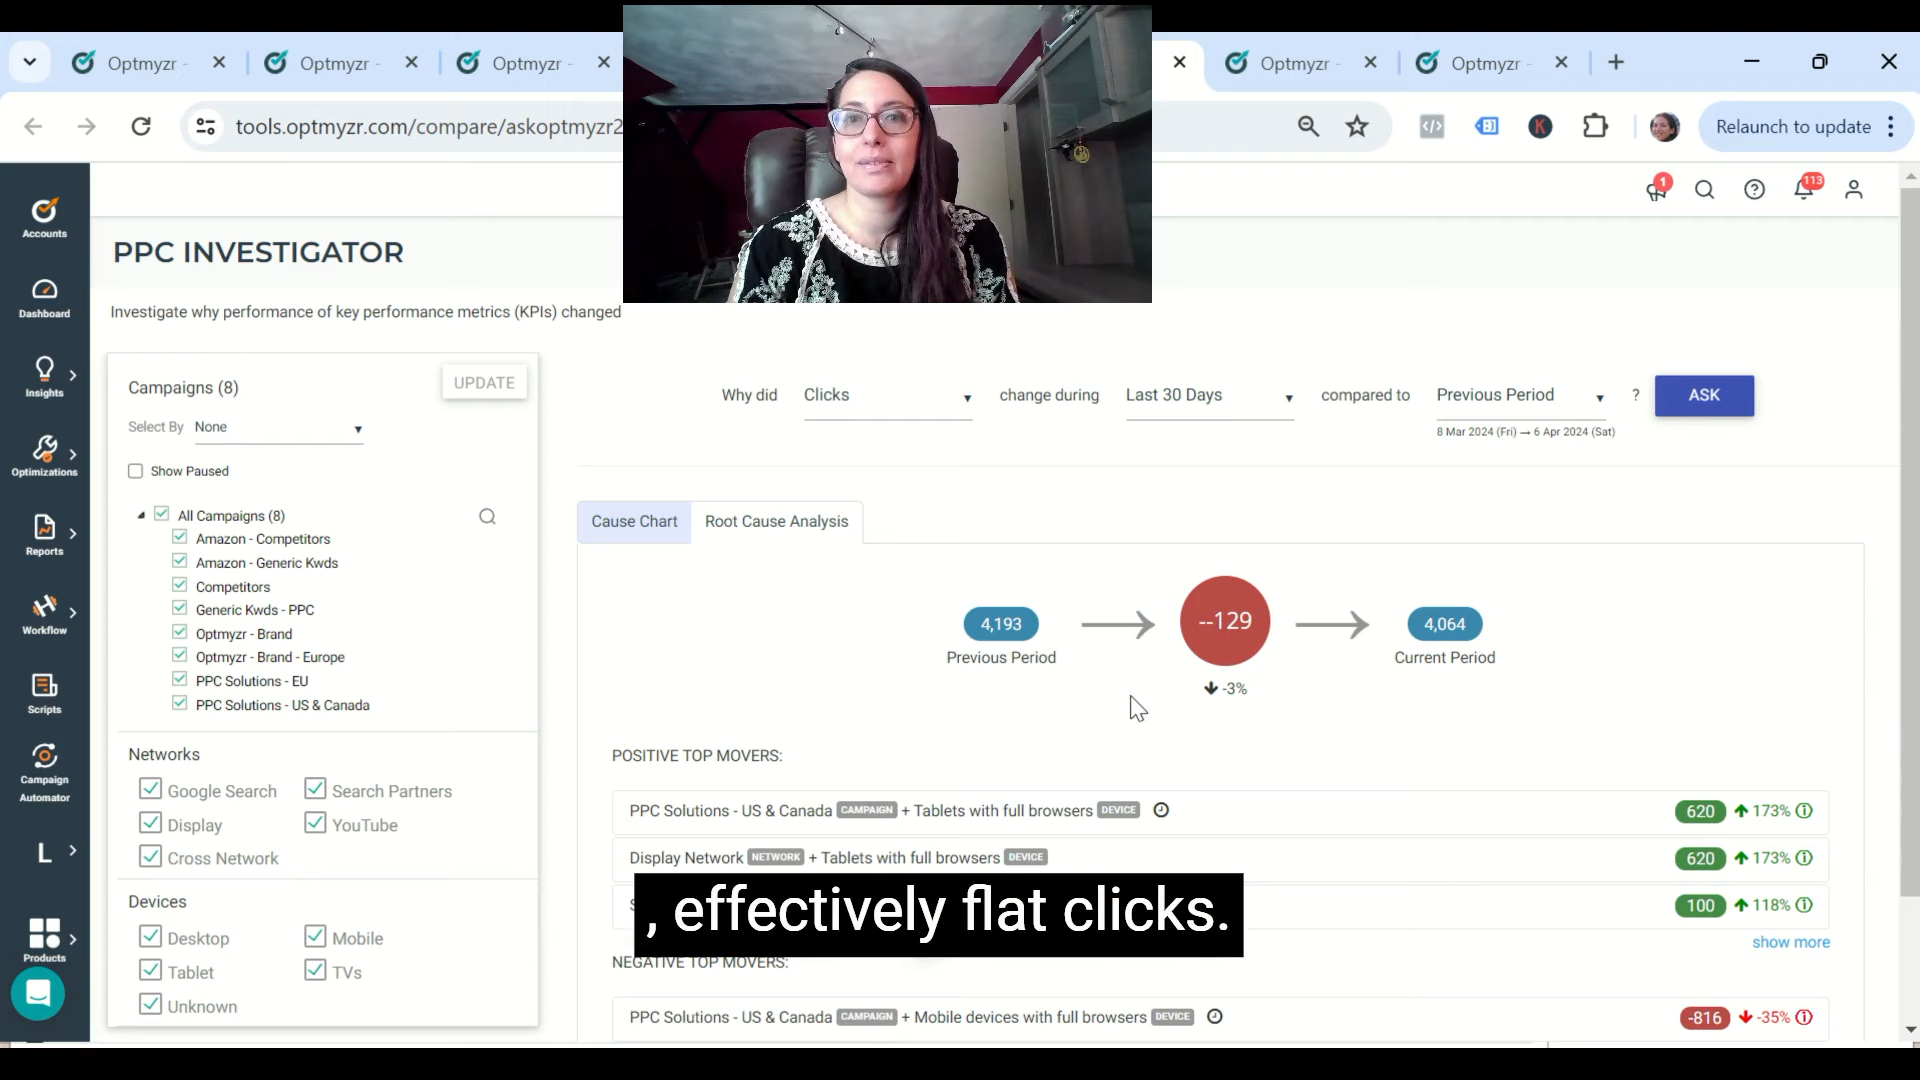 Optmyzr -
Optmyzr -
Optmyzr -
Optmyzr -
Optmyzr -
tools.optmyzr.com/compare/askoptmyzr2
Relaunch to update
1
113
Accounts
Dashboard
Insights
Optimizations
Reports
Workflow
Scripts
Campaign
Automator
L
Products
PPC INVESTIGATOR
Investigate why performance of key performance metrics (KPIs) changed
Campaigns (8)
UPDATE
Select By None
Show Paused
All Campaigns (8)
Amazon - Competitors
Amazon - Generic Kwds
Competitors
Generic Kwds - PPC
Optmyzr - Brand
Optmyzr - Brand - Europe
PPC Solutions - EU
PPC Solutions - US & Canada
Networks
Google Search Search Partners
Display YouTube
Cross Network
Devices
Desktop Mobile
Tablet TVs
Unknown
Why did Clicks change during Last 30 Days compared to Previous Period ? ASK
8 Mar 2024 (Fri) → 6 Apr 2024 (Sat)
Cause Chart Root Cause Analysis
4,193 --129 4,064
Previous Period Current Period
-3%
POSITIVE TOP MOVERS:
PPC Solutions - US & Canada CAMPAIGN + Tablets with full browsers DEVICE 620 173%
Display Network NETWORK + Tablets with full browsers DEVICE 620 173%
100 118%
, effectively flat clicks.
show more
NEGATIVE TOP MOVERS:
PPC Solutions - US & Canada CAMPAIGN + Mobile devices with full browsers DEVICE -816 -35%
K